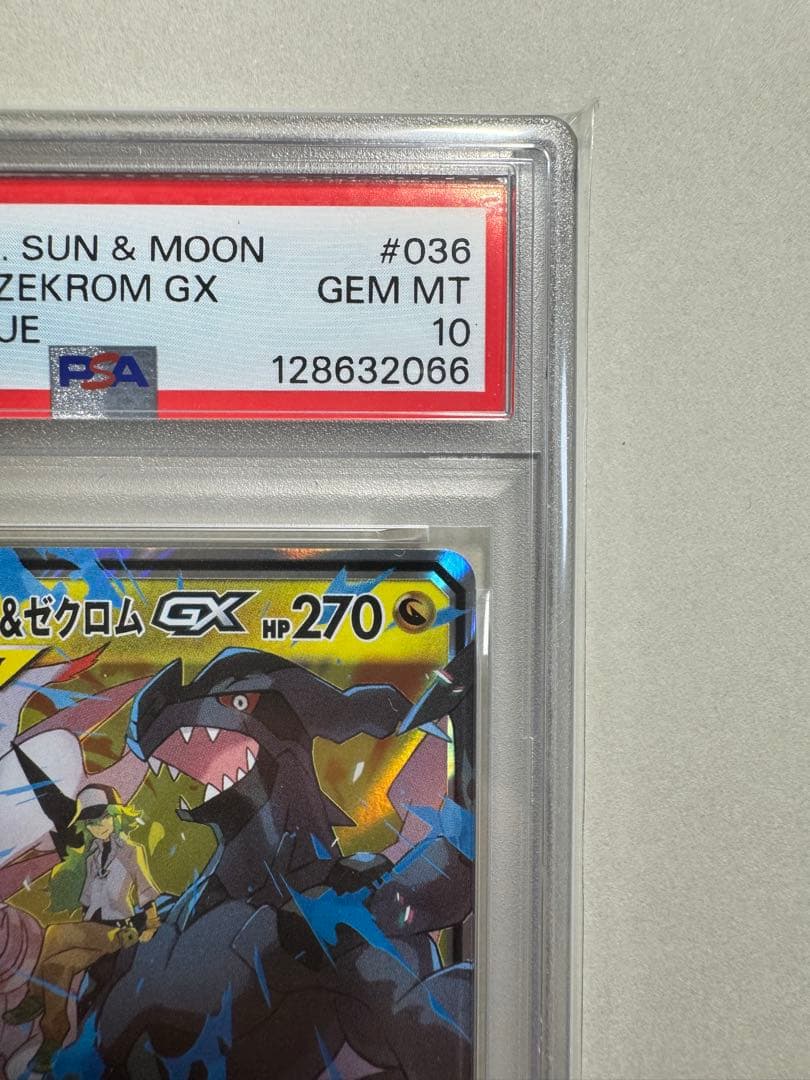 . SUN & MOON #036
ZEKROM GX GEM MT
UE 10
PSA 128632066
&ゼクロム GX HP270